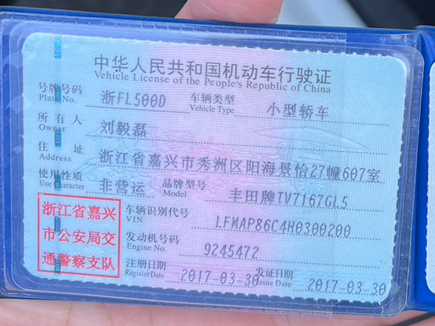 中华人民共和国机动车行驶证
Vehicle License of the People's Republic of China
号牌号码 浙FL500D 车辆类型 小型轿车
Plate No. Vehicle Type
所有人 刘毅磊
Owner
住址 浙江省嘉兴市秀洲区阳海景怡27幢607室
Address
使用性质 非营运 品牌型号 丰田牌TV7167GL5
Use Character Model
浙江省嘉兴
市公安局交
通警察支队
车辆识别代号 LFMAP86C4H0300200
VIN
发动机号码 9245472
Engine No.
注册日期 2017-03-30 发证日期 2017-03-30
Register Date Issue Date